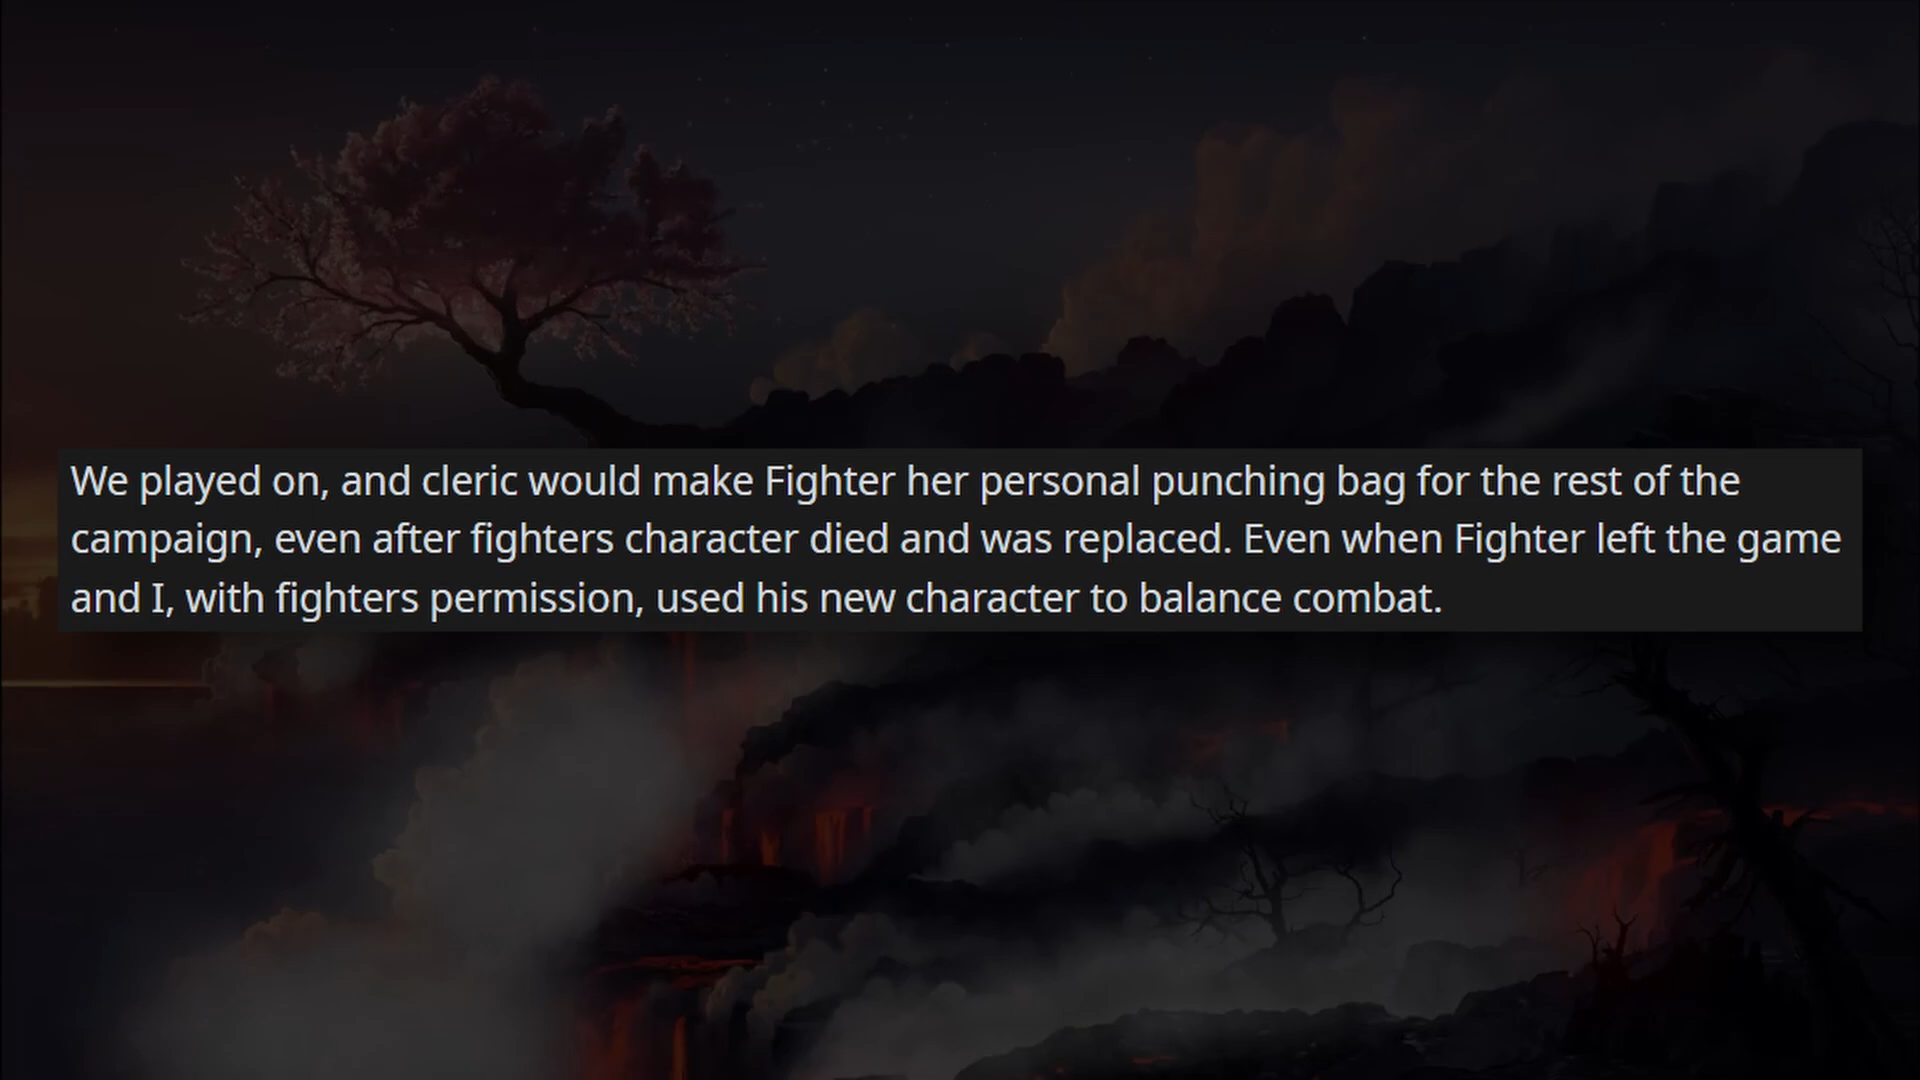 We played on, and cleric would make Fighter her personal punching bag for the rest of the
campaign, even after fighters character died and was replaced. Even when Fighter left the game
and I, with fighters permission, used his new character to balance combat.